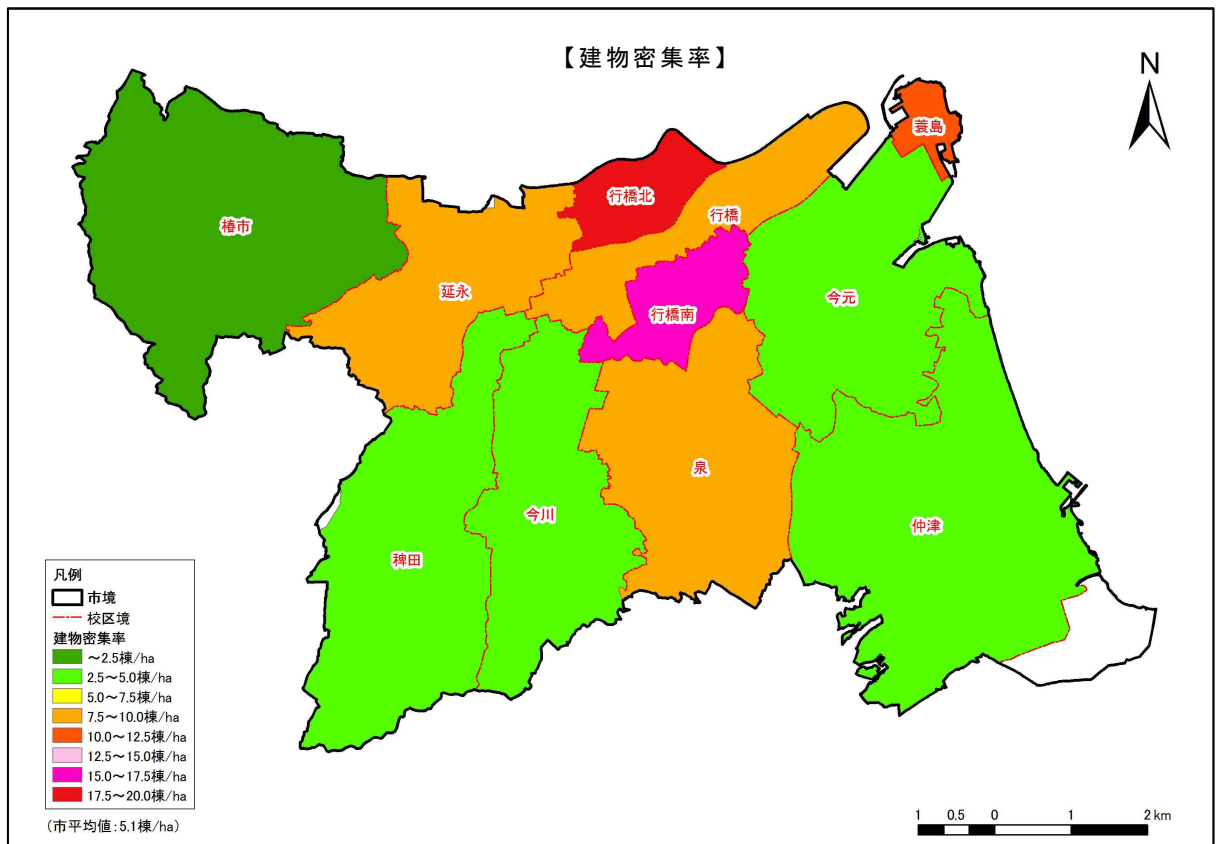 【建物密集率】
N
蓑島
行橋北
行橋
椿市
延永
今元
行橋南
泉
今川
仲津
稗田
凡例
市境
校区境
建物密集率
～2.5棟/ha
2.5～5.0棟/ha
5.0～7.5棟/ha
7.5～10.0棟/ha
10.0～12.5棟/ha
12.5～15.0棟/ha
15.0～17.5棟/ha
17.5～20.0棟/ha
(市平均値:5.1棟/ha)
1 0.5 0 1 2 km